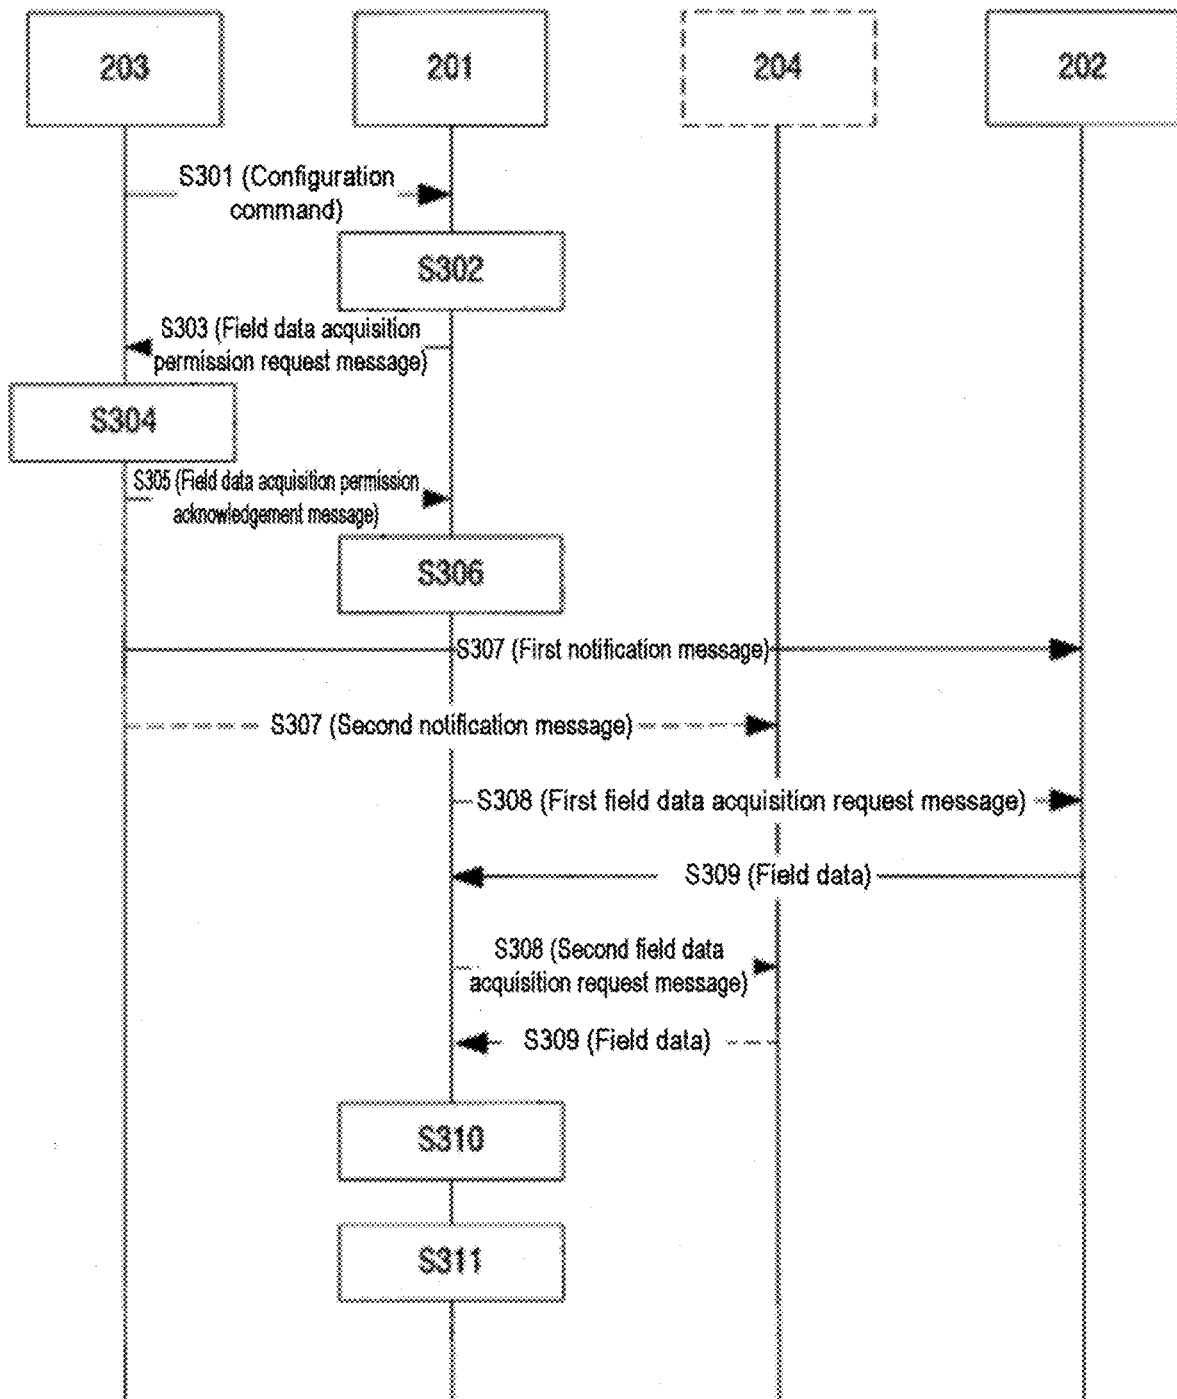 203
201
204
202
S301 (Configuration
command)
S302
S303 (Field data acquisition
permission request message)
S304
S305 (Field data acquisition permission
acknowledgement message)
S306
S307 (First notification message)
S307 (Second notification message)
S308 (First field data acquisition request message)
S309 (Field data)
S308 (Second field data
acquisition request message)
S309 (Field data)
S310
S311